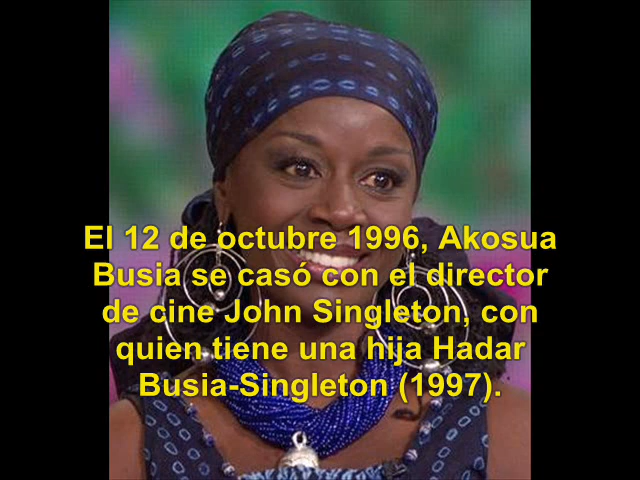 El 12 de octubre 1996, Akosua
Busia se casó con el director
de cine John Singleton, con
quien tiene una hija Hadar
Busia-Singleton (1997).